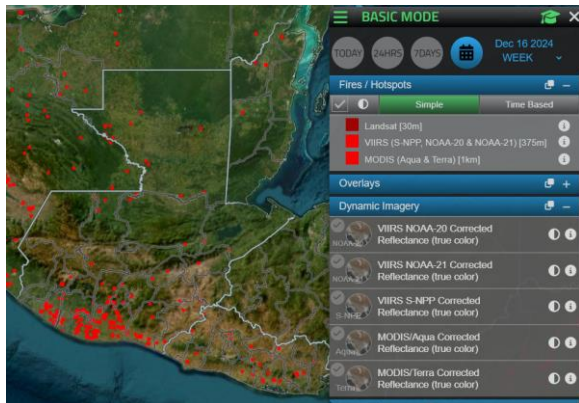 BASIC MODE
TODAY
24HRS
7DAYS
Dec 16 2024
WEEK
Fires / Hotspots
Simple
Time Based
Landsat [30m]
VIIRS (S-NPP, NOAA-20 & NOAA-21) [375m]
MODIS (Aqua & Terra) [1km]
Overlays
Dynamic Imagery
VIIRS NOAA-20 Corrected
Reflectance (true color)
VIIRS NOAA-21 Corrected
Reflectance (true color)
VIIRS S-NPP Corrected
Reflectance (true color)
S-NPP
MODIS/Aqua Corrected
Reflectance (true color)
Aqua
MODIS/Terra Corrected
Reflectance (true color)
Terra